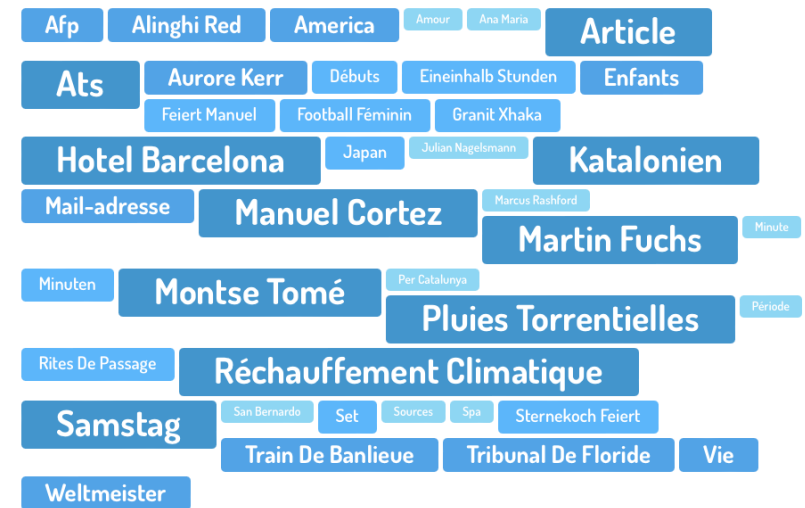 Afp Alinghi Red America Amour Ana Maria Article
Ats Aurore Kerr Débuts Eineinhalb Stunden Enfants
Feiert Manuel Football Féminin Granit Xhaka
Hotel Barcelona Japan Julian Nagelsmann Katalonien
Mail-adresse Manuel Cortez Marcus Rashford
Martin Fuchs Minute
Minuten Montse Tomé Per Catalunya
Pluies Torrentielles Période
Rites De Passage Réchauffement Climatique
Samstag San Bernardo Set Sources Spa Sternekoch Feiert
Train De Banlieue Tribunal De Floride Vie
Weltmeister